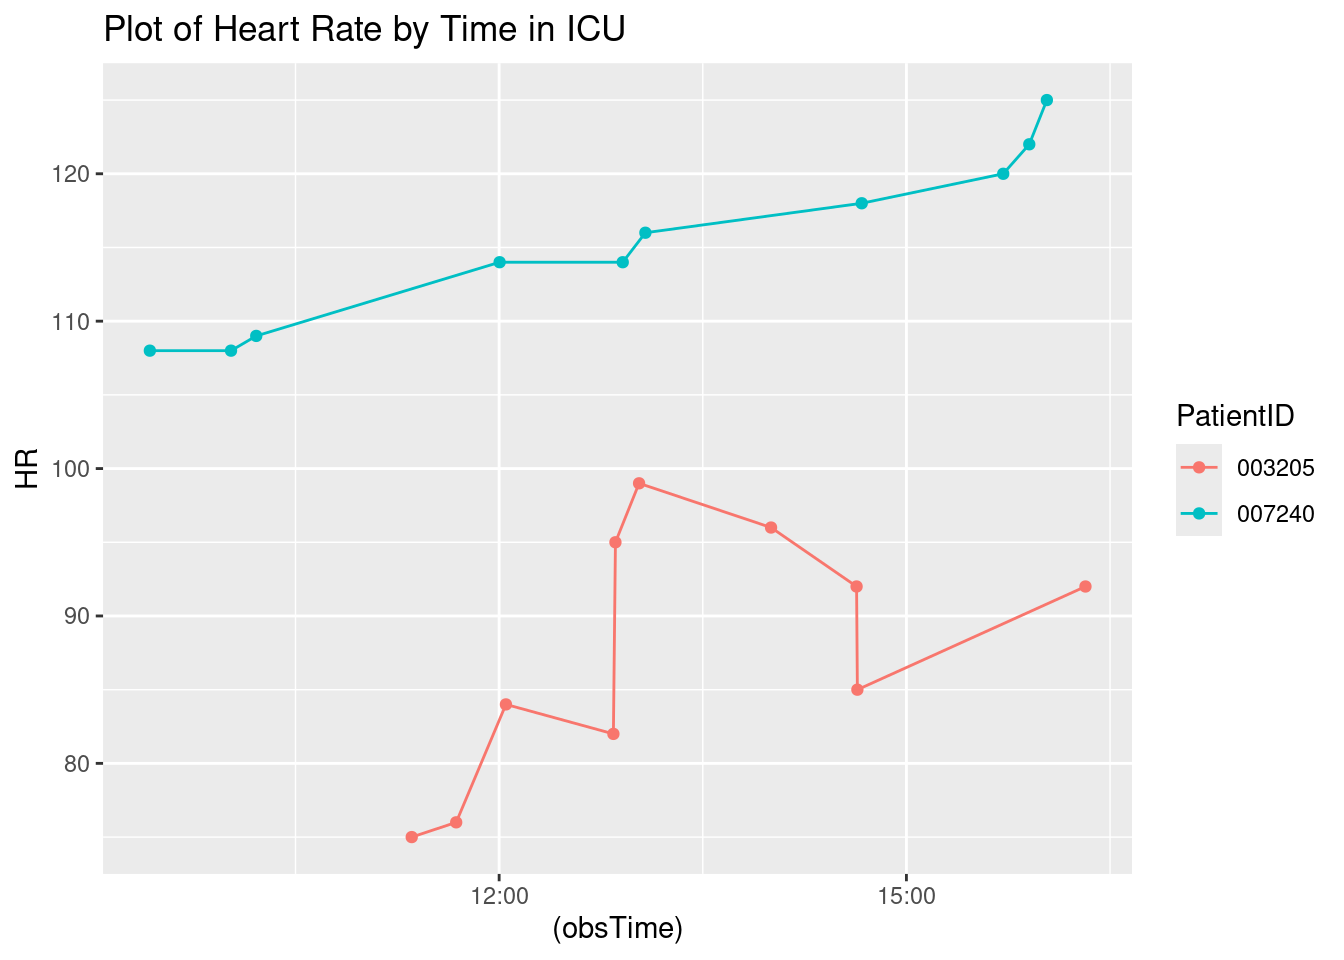 Plot of Heart Rate by Time in ICU
120
110
100
90
80
HR
12:00
15:00
(obsTime)
PatientID
003205
007240